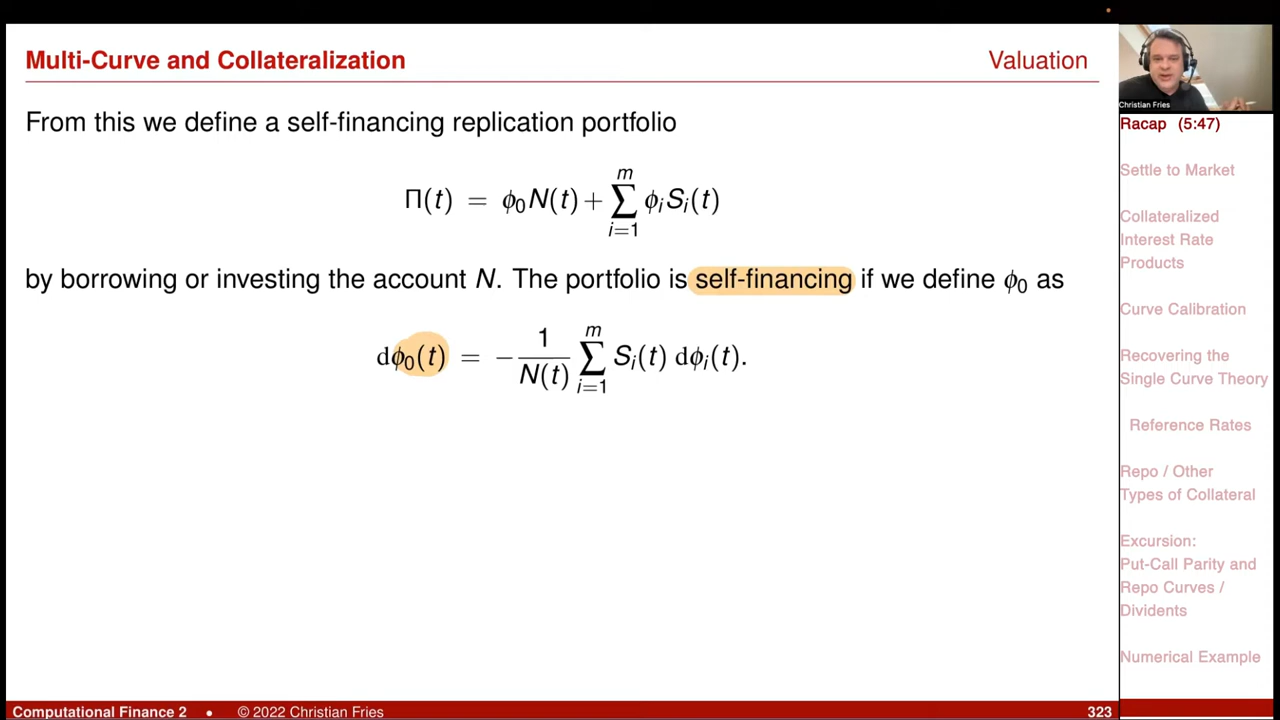 Multi-Curve and Collateralization
Valuation
From this we define a self-financing replication portfolio
Π(t) = ϕ₀N(t) + ∑ᵢ₌₁ᵐ ϕᵢSᵢ(t)
by borrowing or investing the account N. The portfolio is self-financing if we define ϕ₀ as
dϕ₀(t) = − 1/N(t) ∑ᵢ₌₁ᵐ Sᵢ(t) dϕᵢ(t).
Christian Fries
Racap (5:47)
Settle to Market
Collateralized
Interest Rate
Products
Curve Calibration
Recovering the
Single Curve Theory
Reference Rates
Repo / Other
Types of Collateral
Excursion:
Put-Call Parity and
Repo Curves /
Dividents
Numerical Example
Computational Finance 2 • © 2022 Christian Fries
323